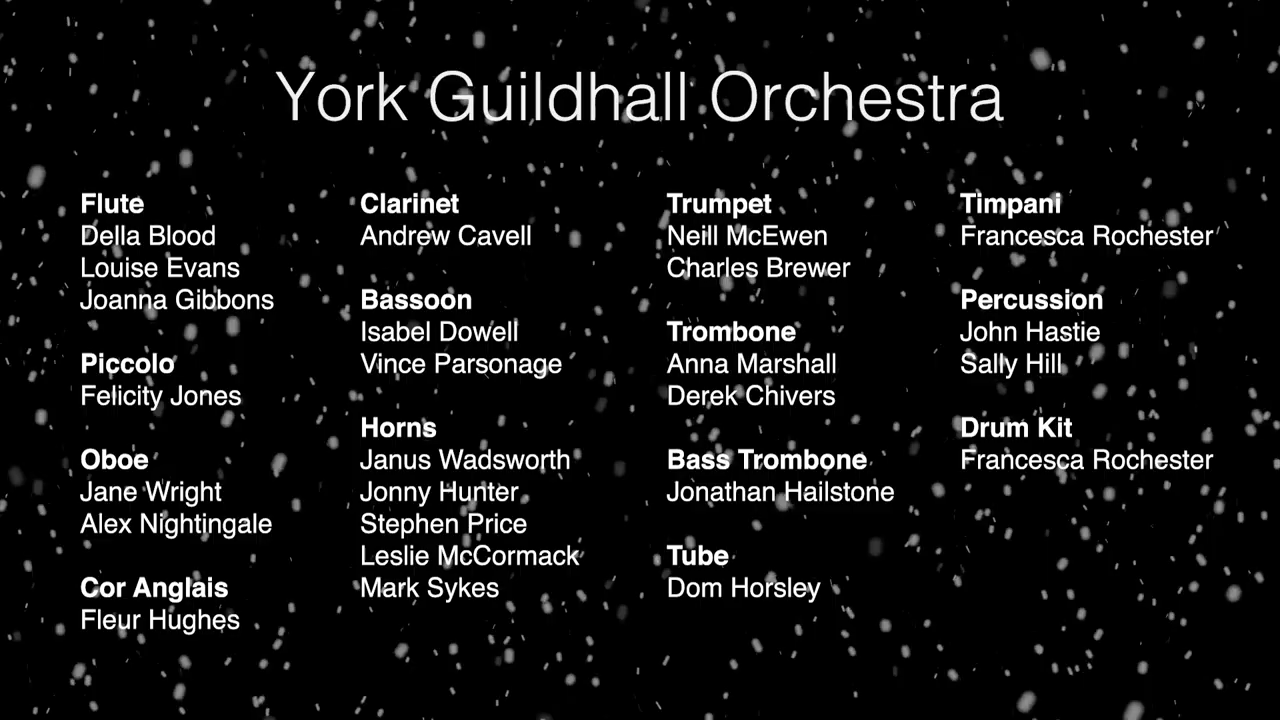 York Guildhall Orchestra
Flute
Della Blood
Louise Evans
Joanna Gibbons
Piccolo
Felicity Jones
Oboe
Jane Wright
Alex Nightingale
Cor Anglais
Fleur Hughes
Clarinet
Andrew Cavell
Bassoon
Isabel Dowell
Vince Parsonage
Horns
Janus Wadsworth
Jonny Hunter
Stephen Price
Leslie McCormack
Mark Sykes
Trumpet
Neill McEwen
Charles Brewer
Trombone
Anna Marshall
Derek Chivers
Bass Trombone
Jonathan Hailstone
Tube
Dom Horsley
Timpani
Francesca Rochester
Percussion
John Hastie
Sally Hill
Drum Kit
Francesca Rochester